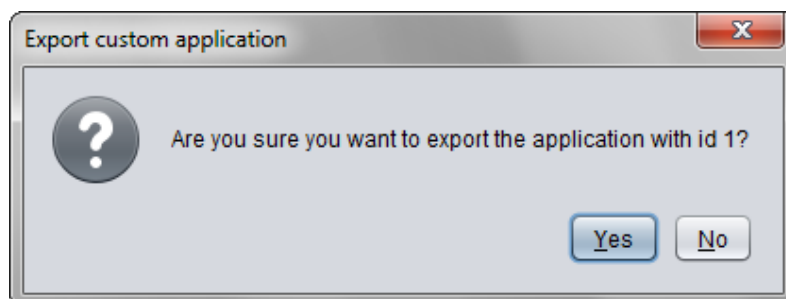 Export custom application
Are you sure you want to export the application with id 1?
Yes
No